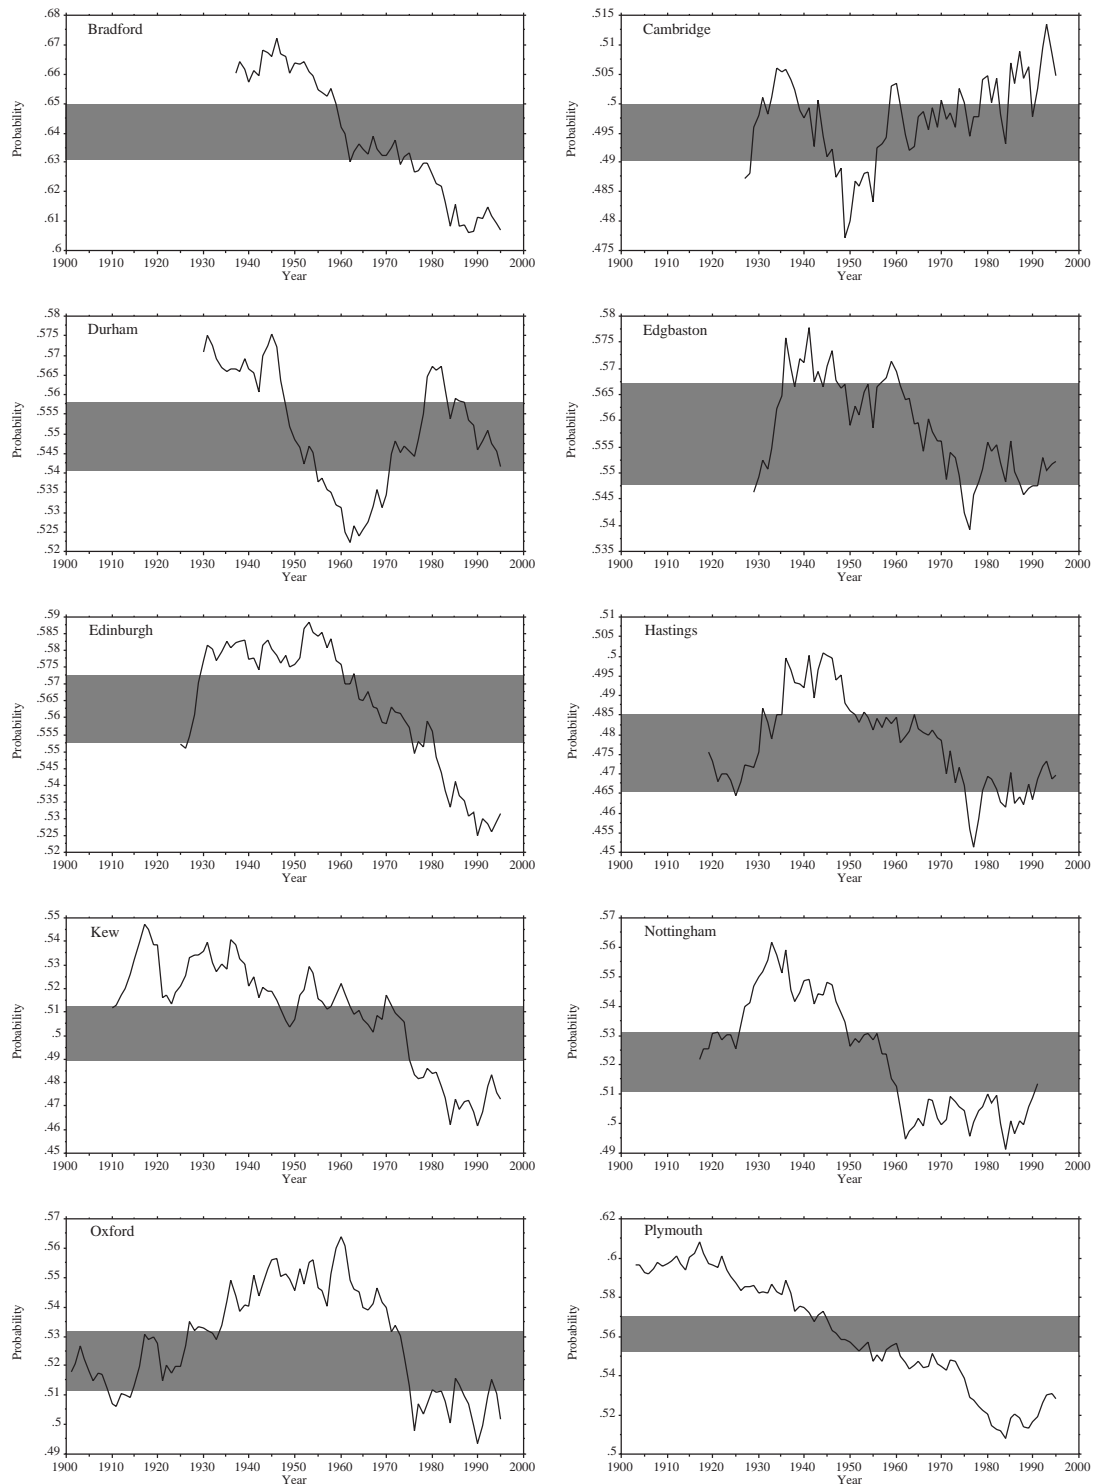 Bradford
Probability
.68
.67
.66
.65
.64
.63
.62
.61
.6
1900 1910 1920 1930 1940 1950 1960 1970 1980 1990 2000
Year
Cambridge
Probability
.515
.51
.505
.5
.495
.49
.485
.48
.475
1900 1910 1920 1930 1940 1950 1960 1970 1980 1990 2000
Year
Durham
Probability
.58
.575
.57
.565
.56
.555
.55
.545
.54
.535
.53
.525
.52
1900 1910 1920 1930 1940 1950 1960 1970 1980 1990 2000
Year
Edgbaston
Probability
.58
.575
.57
.565
.56
.555
.55
.545
.54
.535
1900 1910 1920 1930 1940 1950 1960 1970 1980 1990 2000
Year
Edinburgh
Probability
.59
.585
.58
.575
.57
.565
.56
.555
.55
.545
.54
.535
.53
.525
.52
1900 1910 1920 1930 1940 1950 1960 1970 1980 1990 2000
Year
Hastings
Probability
.51
.505
.5
.495
.49
.485
.48
.475
.47
.465
.46
.455
.45
1900 1910 1920 1930 1940 1950 1960 1970 1980 1990 2000
Year
Kew
Probability
.55
.54
.53
.52
.51
.5
.49
.48
.47
.46
.45
1900 1910 1920 1930 1940 1950 1960 1970 1980 1990 2000
Year
Nottingham
Probability
.57
.56
.55
.54
.53
.52
.51
.5
.49
1900 1910 1920 1930 1940 1950 1960 1970 1980 1990 2000
Year
Oxford
Probability
.57
.56
.55
.54
.53
.52
.51
.5
.49
1900 1910 1920 1930 1940 1950 1960 1970 1980 1990 2000
Year
Plymouth
Probability
.62
.6
.58
.56
.54
.52
.5
1900 1910 1920 1930 1940 1950 1960 1970 1980 1990 2000
Year